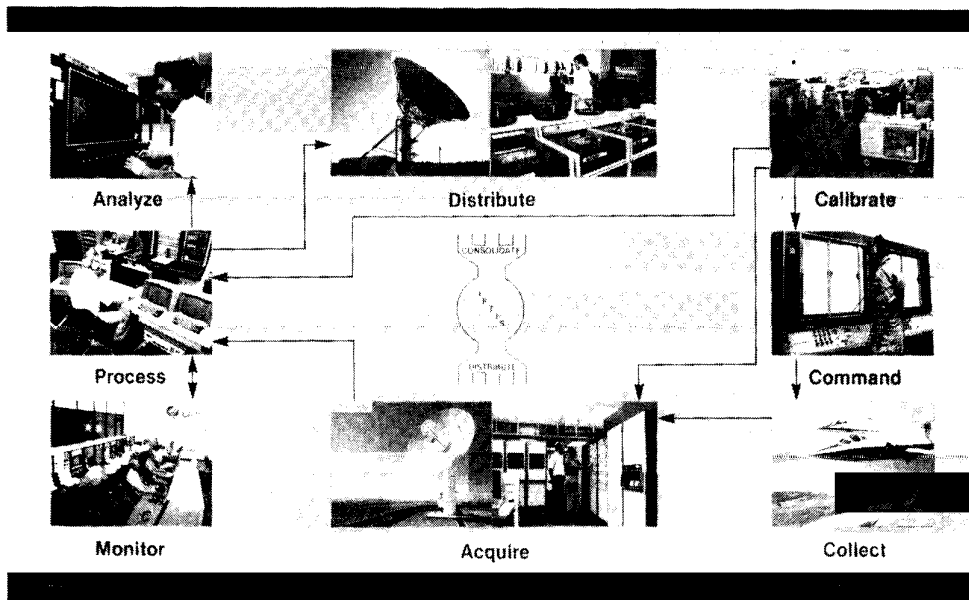 Analyze
Distribute
Calibrate
CONSOLIDATE
Process
DISTRIBUTE
Command
Monitor
Acquire
Collect